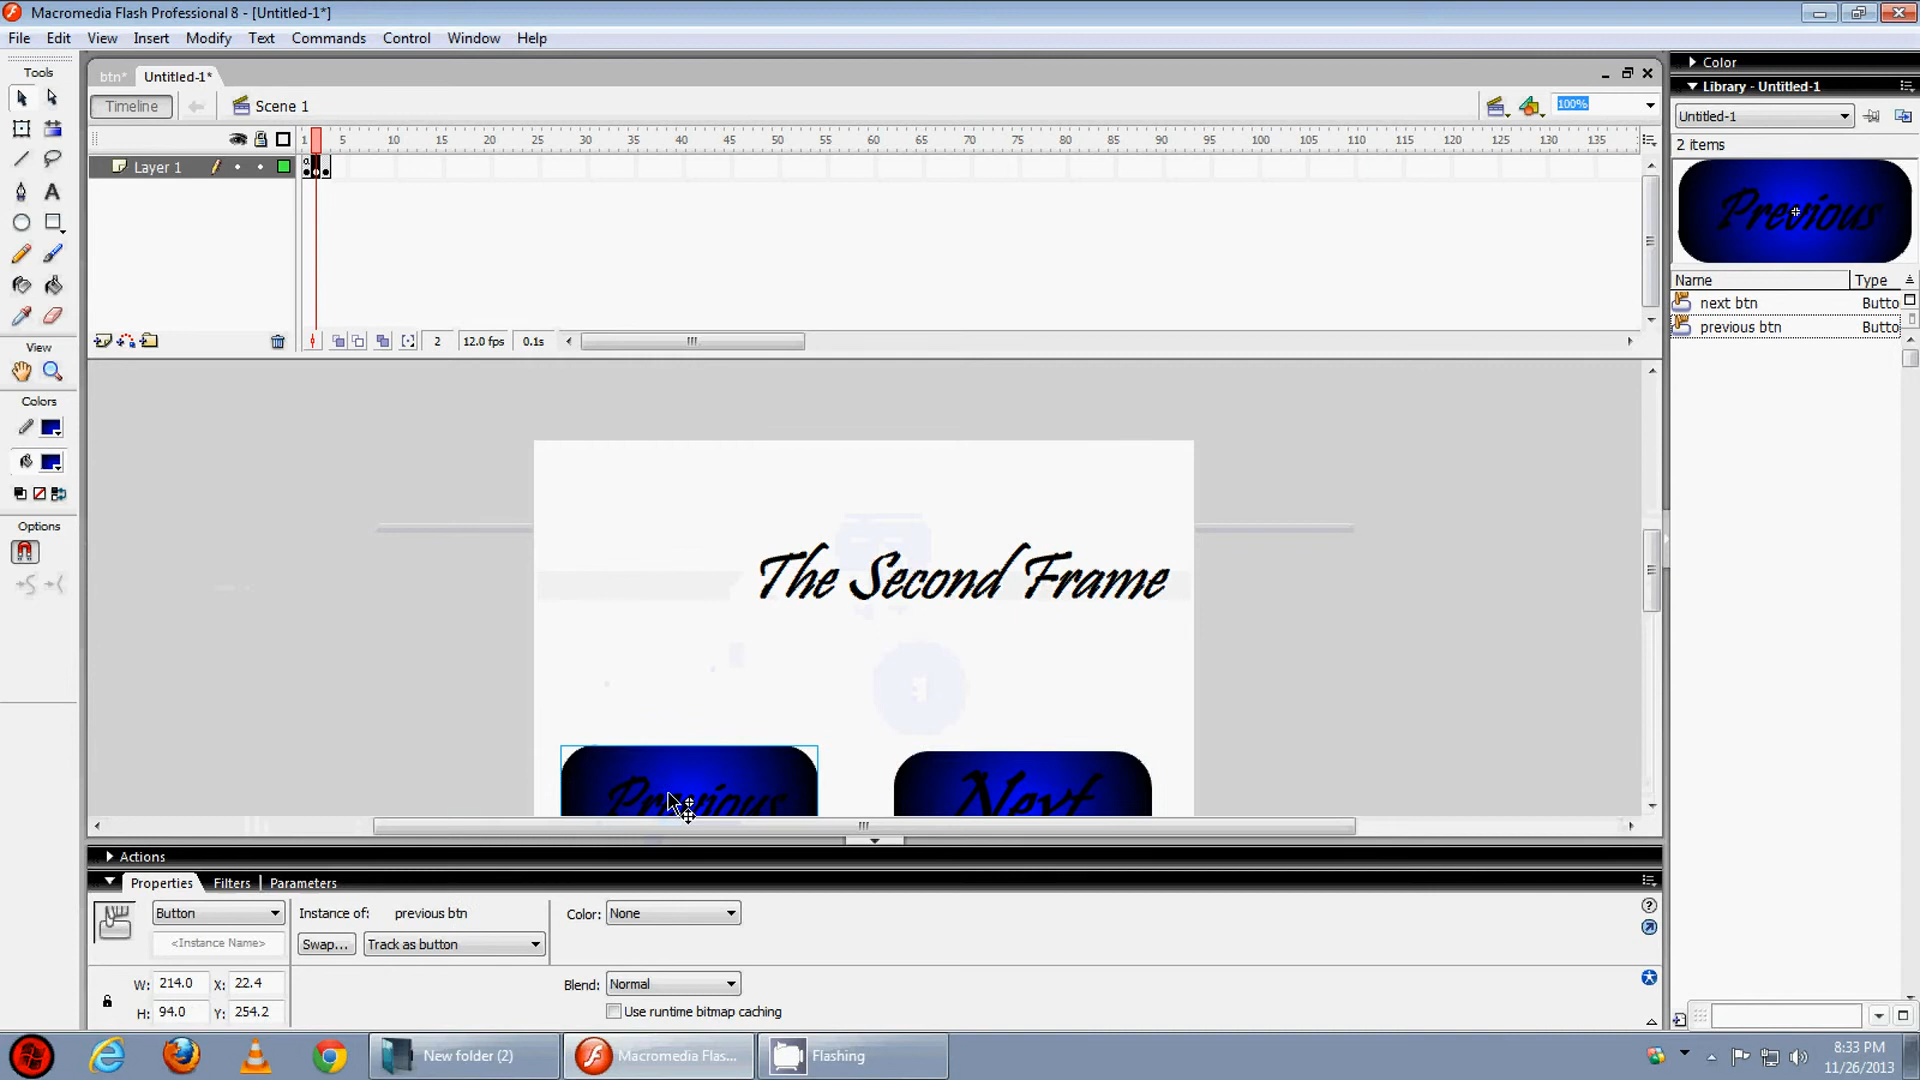 Macromedia Flash Professional 8 - [Untitled-1*]
File Edit View Insert Modify Text Commands Control Window Help
Tools
btn* Untitled-1*
Timeline Scene 1 100%
1 5 10 15 20 25 30 35 40 45 50 55 60 65 70 75 80 85 90 95 100 105 110 115 120 125 130 135
Layer 1
2 12.0 fps 0.1s
View
Colors
Options
The Second Frame
Previous Next
Color
Library - Untitled-1
Untitled-1
2 items
Previous
Name Type
next btn Butto
previous btn Butto
Actions
Properties Filters Parameters
Button Instance of: previous btn Color: None
<Instance Name> Swap... Track as button
W: 214.0 X: 22.4 Blend: Normal
H: 94.0 Y: 254.2 Use runtime bitmap caching
New folder (2) Macromedia Flas... Flashing
8:33 PM
11/26/2013